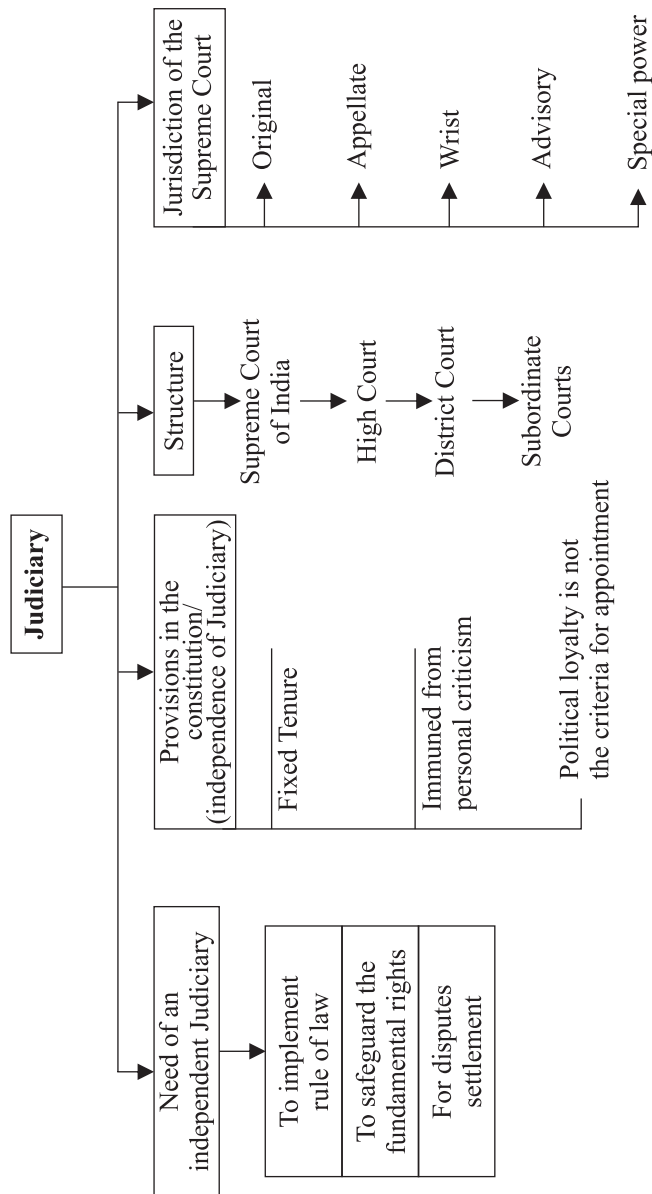 Judiciary
Need of an
independent Judiciary
To implement
rule of law
To safeguard the
fundamental rights
For disputes
settlement
Provisions in the
constitution/
(independence of Judiciary)
Fixed Tenure
Immuned from
personal criticism
Political loyalty is not
the criteria for appointment
Structure
Supreme Court
of India
High Court
District Court
Subordinate
Courts
Jurisdiction of the
Supreme Court
Original
Appellate
Wrist
Advisory
Special power